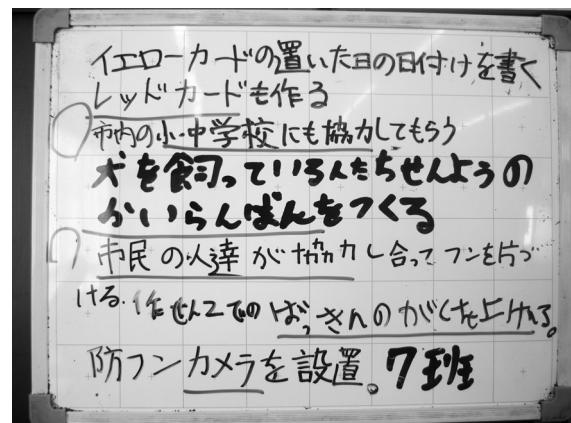 イエローカードの置いた日の日付けを書く
レッドカードも作る
市内の小・中学校にも協力してもらう
犬を飼っている人たちせんようの
かいらんばんをつくる
市民の人達が協力し合ってフンを片づ
ける。作せん2でのばっきんのがくを上げる。
防フンカメラを設置。7班